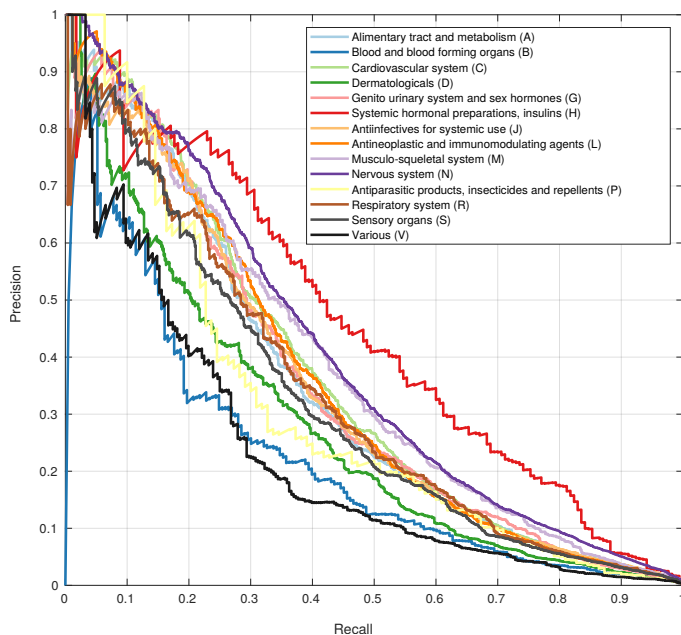 1
0.9
0.8
0.7
0.6
0.5
0.4
0.3
0.2
0.1
0
Precision
Alimentary tract and metabolism (A)
Blood and blood forming organs (B)
Cardiovascular system (C)
Dermatologicals (D)
Genito urinary system and sex hormones (G)
Systemic hormonal preparations, insulins (H)
Antiinfectives for systemic use (J)
Antineoplastic and immunomodulating agents (L)
Musculo-squeletal system (M)
Nervous system (N)
Antiparasitic products, insecticides and repellents (P)
Respiratory system (R)
Sensory organs (S)
Various (V)
0 0.1 0.2 0.3 0.4 0.5 0.6 0.7 0.8 0.9 1
Recall